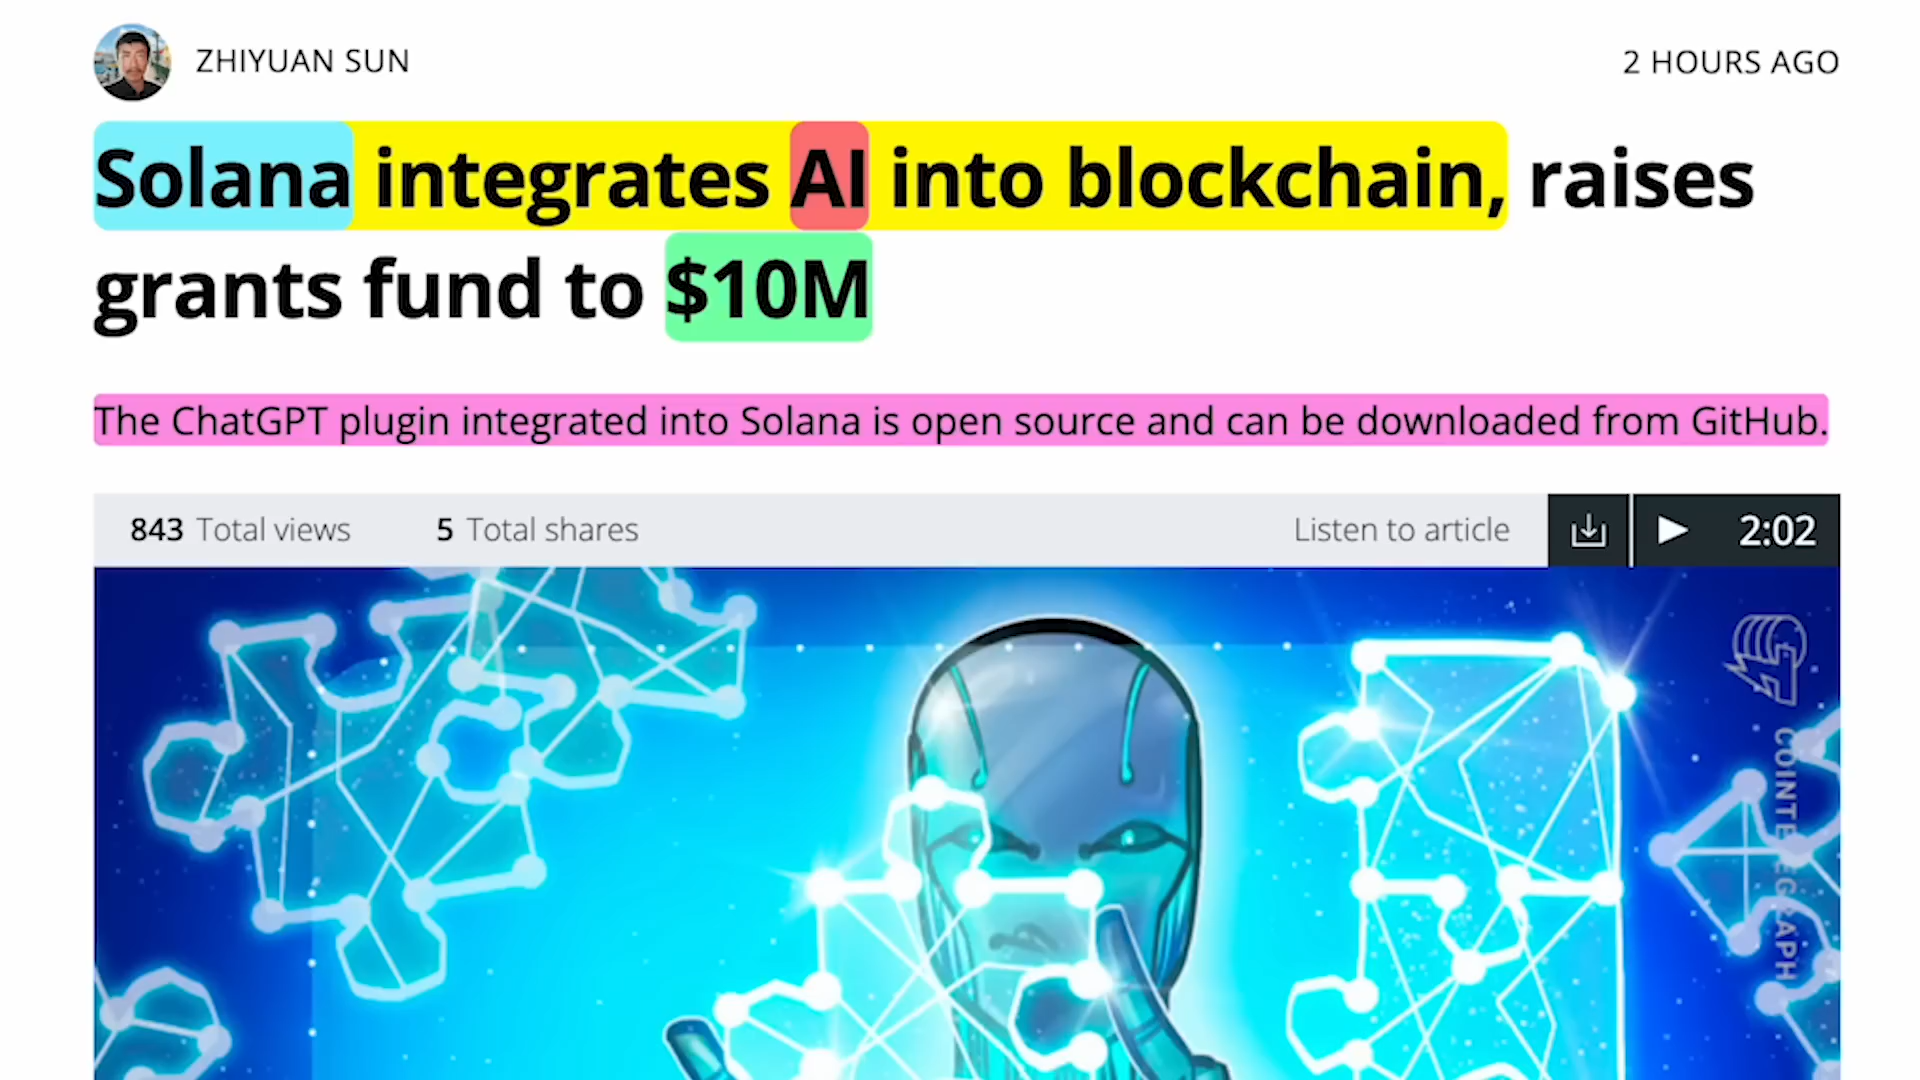 ZHIYUAN SUN
2 HOURS AGO
Solana integrates AI into blockchain, raises
grants fund to $10M
The ChatGPT plugin integrated into Solana is open source and can be downloaded from GitHub.
843 Total views
5 Total shares
Listen to article
2:02
COINTELEGRAPH